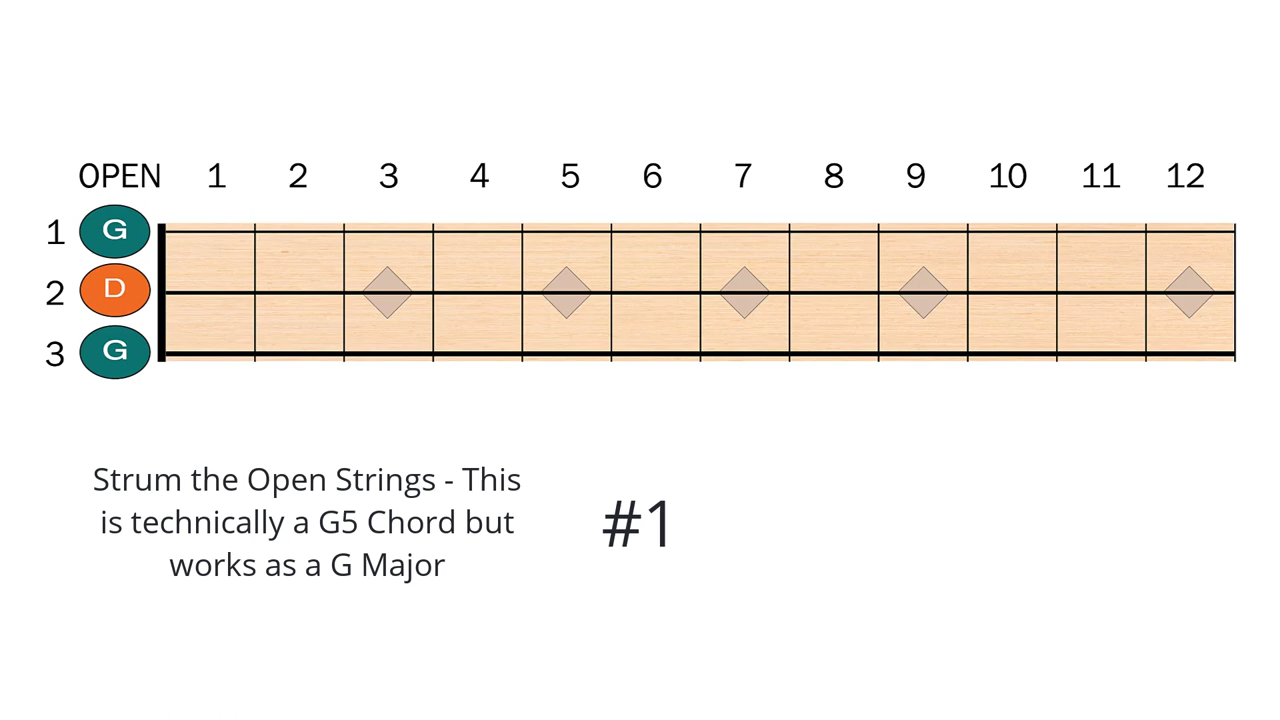 OPEN 1 2 3 4 5 6 7 8 9 10 11 12
1 G
2 D
3 G
Strum the Open Strings - This
is technically a G5 Chord but
works as a G Major
#1